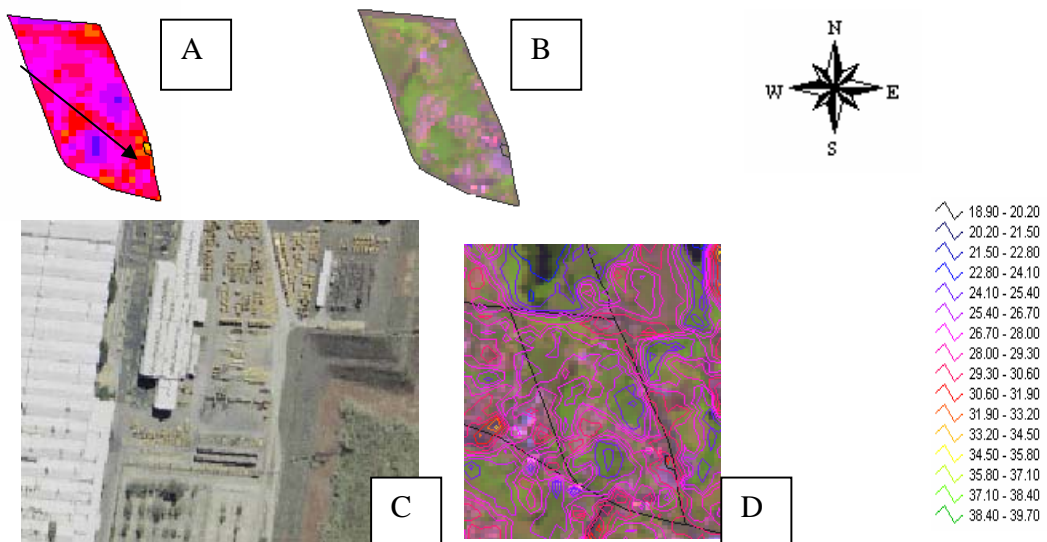 A
B
N
W E
S
C
D
18.90 - 20.20
20.20 - 21.50
21.50 - 22.80
22.80 - 24.10
24.10 - 25.40
25.40 - 26.70
26.70 - 28.00
28.00 - 29.30
29.30 - 30.60
30.60 - 31.90
31.90 - 33.20
33.20 - 34.50
34.50 - 35.80
35.80 - 37.10
37.10 - 38.40
38.40 - 39.70